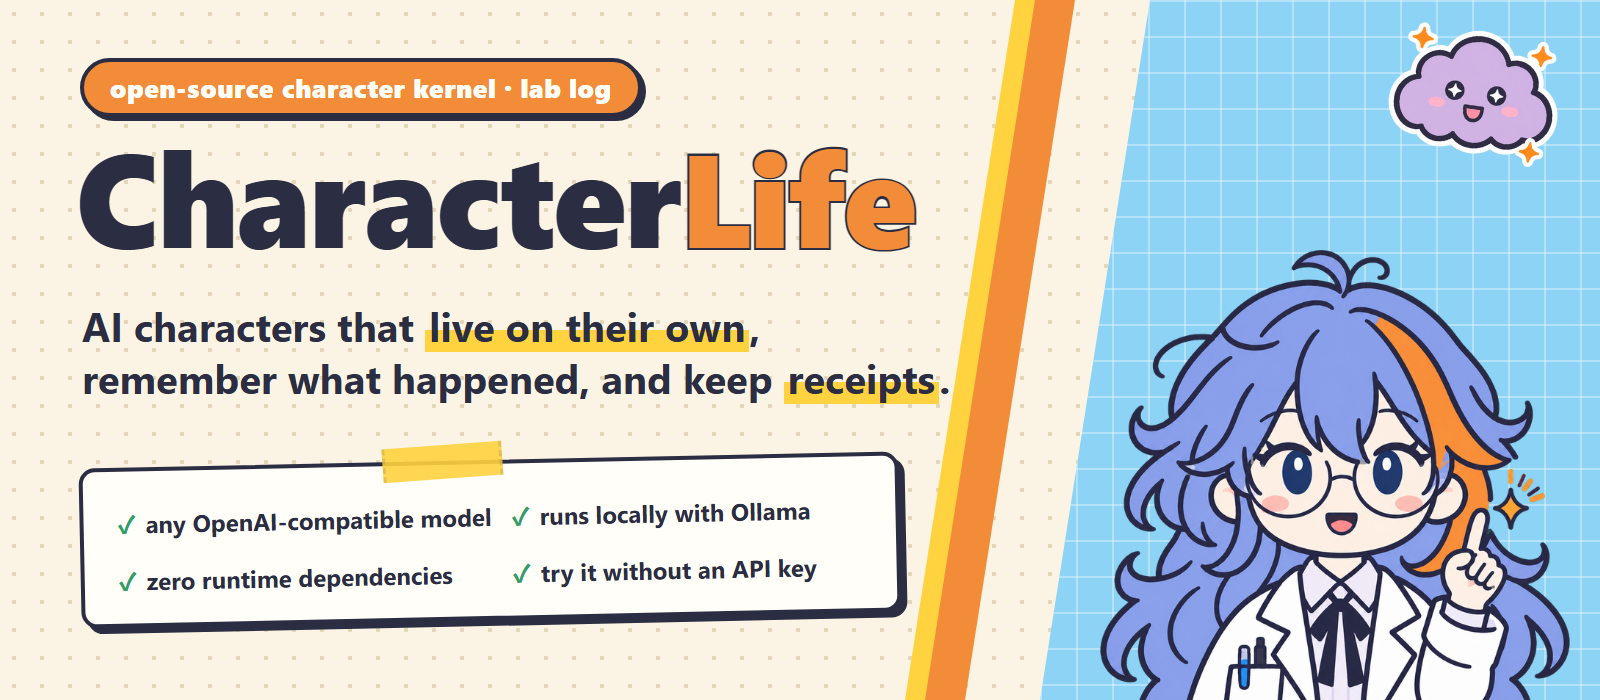 open-source character kernel · lab log
CharacterLife
AI characters that live on their own,
remember what happened, and keep receipts.
✓ any OpenAI-compatible model ✓ runs locally with Ollama
✓ zero runtime dependencies ✓ try it without an API key